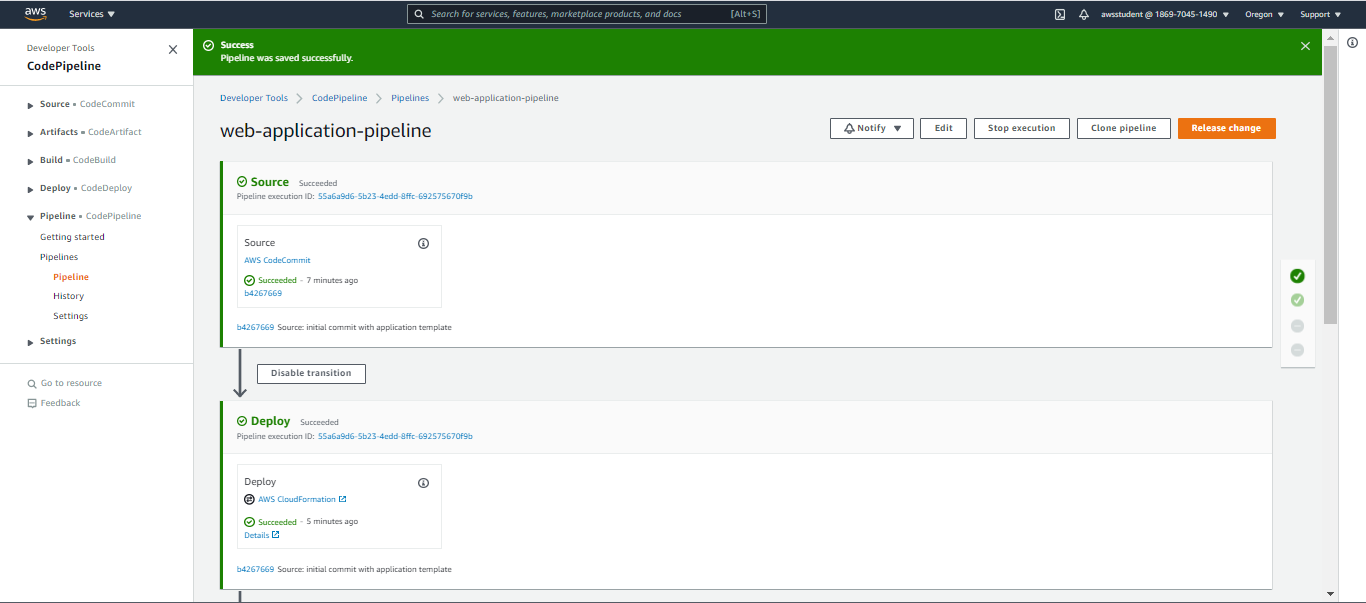 aws Services Search for services, features, marketplace products, and docs [Alt+S] awsstudent @ 1869-7045-1490 Oregon Support
Developer Tools
CodePipeline
Source • CodeCommit
Artifacts • CodeArtifact
Build • CodeBuild
Deploy • CodeDeploy
Pipeline • CodePipeline
Getting started
Pipelines
Pipeline
History
Settings
Settings
Go to resource
Feedback
Success
Pipeline was saved successfully.
Developer Tools CodePipeline Pipelines web-application-pipeline
web-application-pipeline
Notify Edit Stop execution Clone pipeline Release change
Source Succeeded
Pipeline execution ID: 55a6a9d6-5b23-4edd-8ffc-692575670f9b
Source
AWS CodeCommit
Succeeded - 7 minutes ago
b4267669
b4267669 Source: initial commit with application template
Disable transition
Deploy Succeeded
Pipeline execution ID: 55a6a9d6-5b23-4edd-8ffc-692575670f9b
Deploy
AWS CloudFormation
Succeeded - 5 minutes ago
Details
b4267669 Source: initial commit with application template